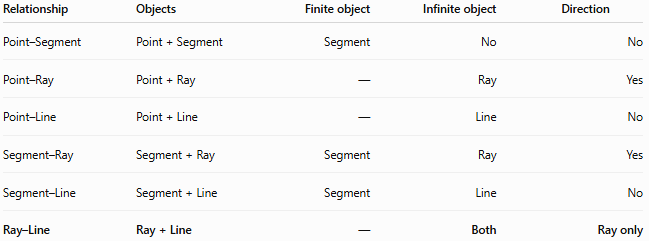 Relationship Objects Finite object Infinite object Direction
Point–Segment Point + Segment Segment No No
Point–Ray Point + Ray — Ray Yes
Point–Line Point + Line — Line No
Segment–Ray Segment + Ray Segment Ray Yes
Segment–Line Segment + Line Segment Line No
Ray–Line Ray + Line — Both Ray only